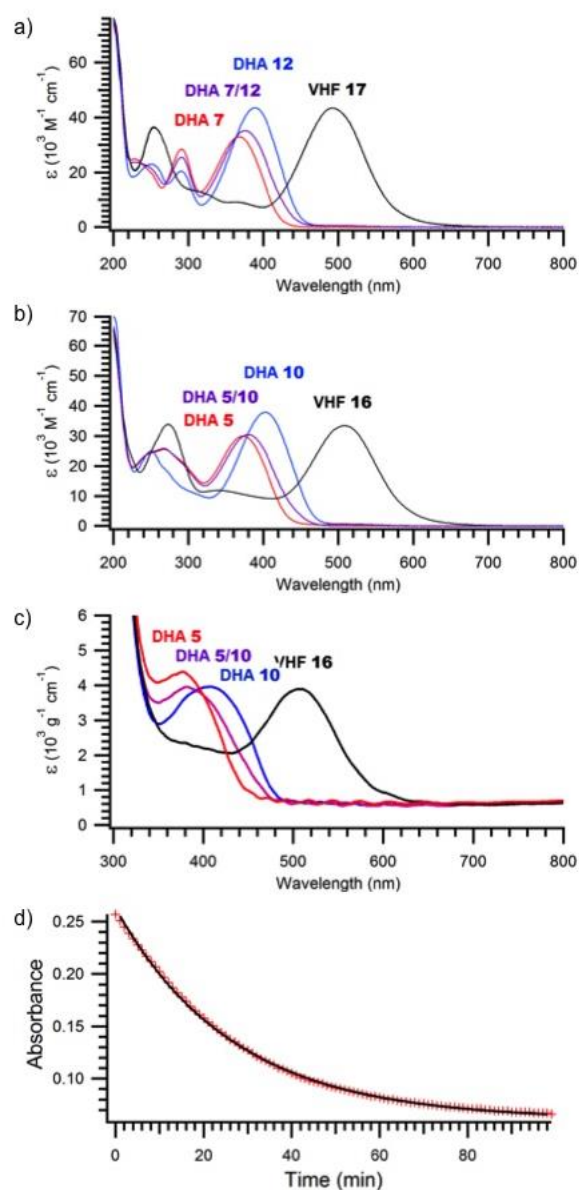 a)
DHA 12
DHA 7/12
VHF 17
DHA 7
ε (10³ M⁻¹ cm⁻¹)
60
40
20
0
200 300 400 500 600 700 800
Wavelength (nm)
b)
70
60
50
40
30
20
10
0
DHA 10
DHA 5/10
VHF 16
DHA 5
ε (10³ M⁻¹ cm⁻¹)
200 300 400 500 600 700 800
Wavelength (nm)
c)
6
5
4
3
2
1
0
DHA 5
DHA 5/10
VHF 16
DHA 10
ε (10³ g⁻¹ cm⁻¹)
300 400 500 600 700 800
Wavelength (nm)
d)
0.25
0.20
0.15
0.10
Absorbance
0 20 40 60 80
Time (min)